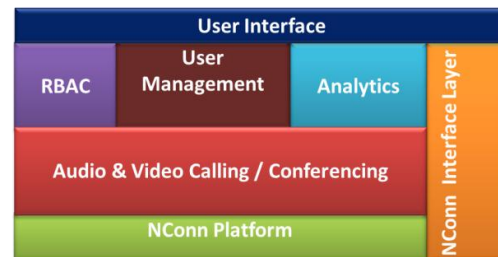 User Interface
RBAC
User
Management
Analytics
NConn Interface Layer
Audio & Video Calling / Conferencing
NConn Platform